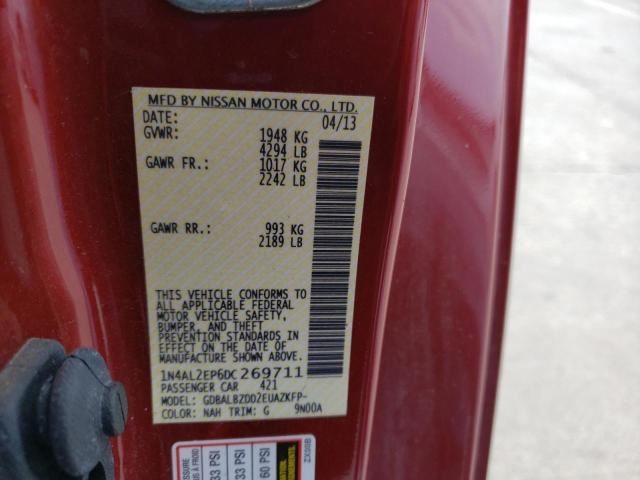 MFD BY NISSAN MOTOR CO., LTD.
DATE: 04/13
GVWR: 1948 KG
4294 LB
GAWR FR.: 1017 KG
2242 LB
GAWR RR.: 993 KG
2189 LB
THIS VEHICLE CONFORMS TO
ALL APPLICABLE FEDERAL
MOTOR VEHICLE SAFETY,
BUMPER, AND THEFT
PREVENTION STANDARDS IN
EFFECT ON THE DATE OF
MANUFACTURE SHOWN ABOVE.
1N4AL2EP6DC269711
PASSENGER CAR 421
MODEL: GDBALBZDD2EUAZKFP-
COLOR: NAH TRIM: G 9N00A
33 PSI
33 PSI
60 PSI